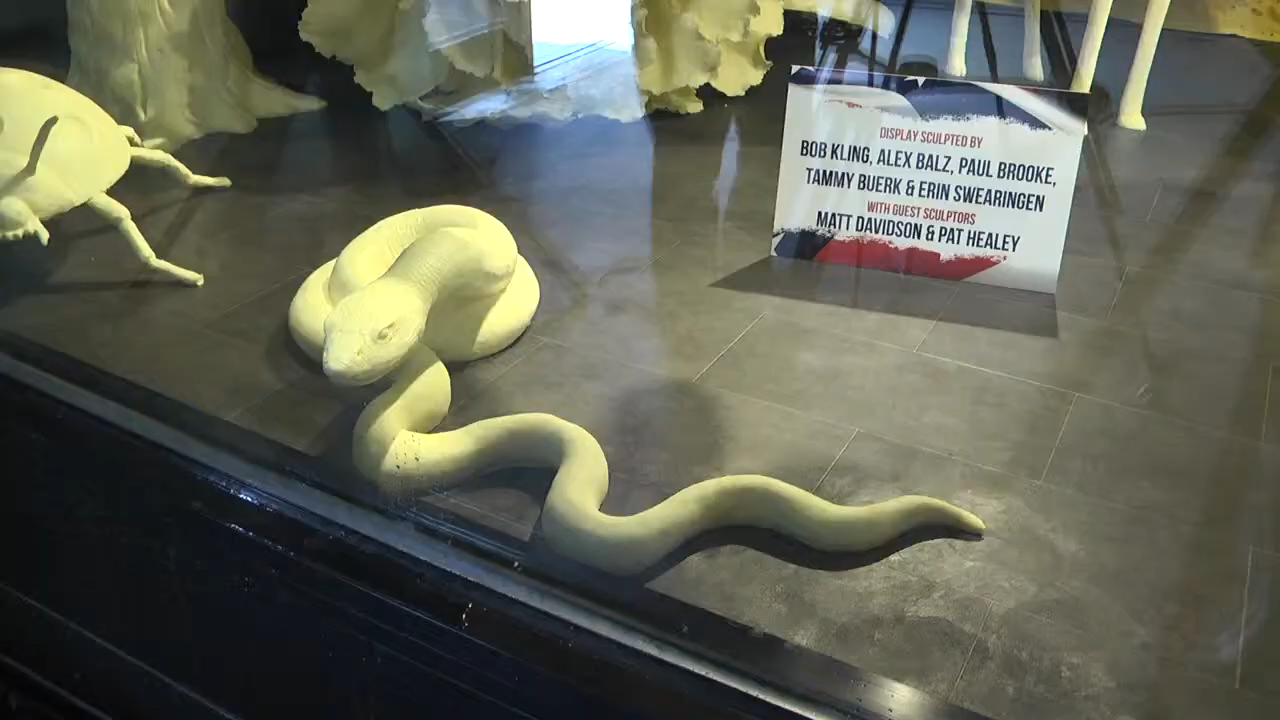 DISPLAY SCULPTED BY
BOB KLING, ALEX BALZ, PAUL BROOKE,
TAMMY BUERK & ERIN SWEARINGEN
WITH GUEST SCULPTORS
MATT DAVIDSON & PAT HEALEY